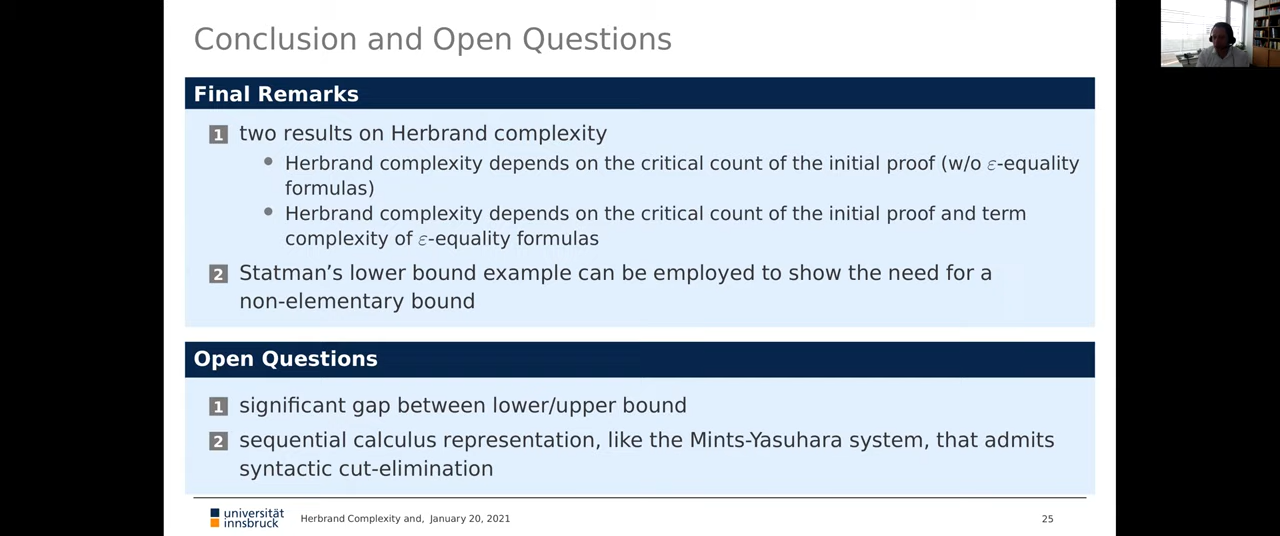 Conclusion and Open Questions
Final Remarks
1 two results on Herbrand complexity
• Herbrand complexity depends on the critical count of the initial proof (w/o ε-equality
formulas)
• Herbrand complexity depends on the critical count of the initial proof and term
complexity of ε-equality formulas
2 Statman’s lower bound example can be employed to show the need for a
non-elementary bound
Open Questions
1 significant gap between lower/upper bound
2 sequential calculus representation, like the Mints-Yasuhara system, that admits
syntactic cut-elimination
universität
innsbruck
Herbrand Complexity and, January 20, 2021
25